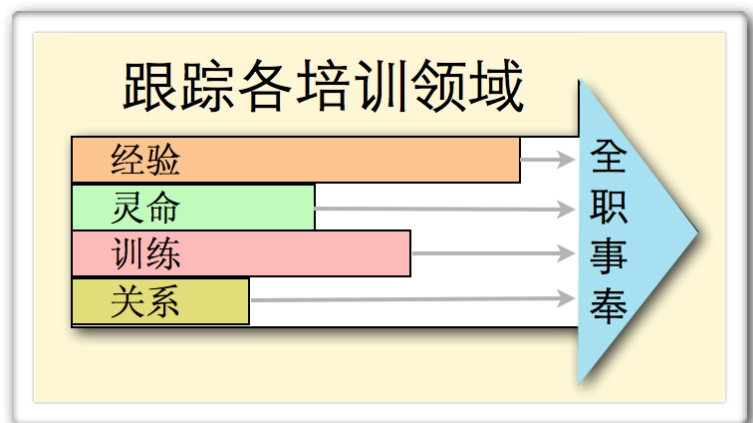 跟踪各培训领域
经验
灵命
训练
关系
全职事奉